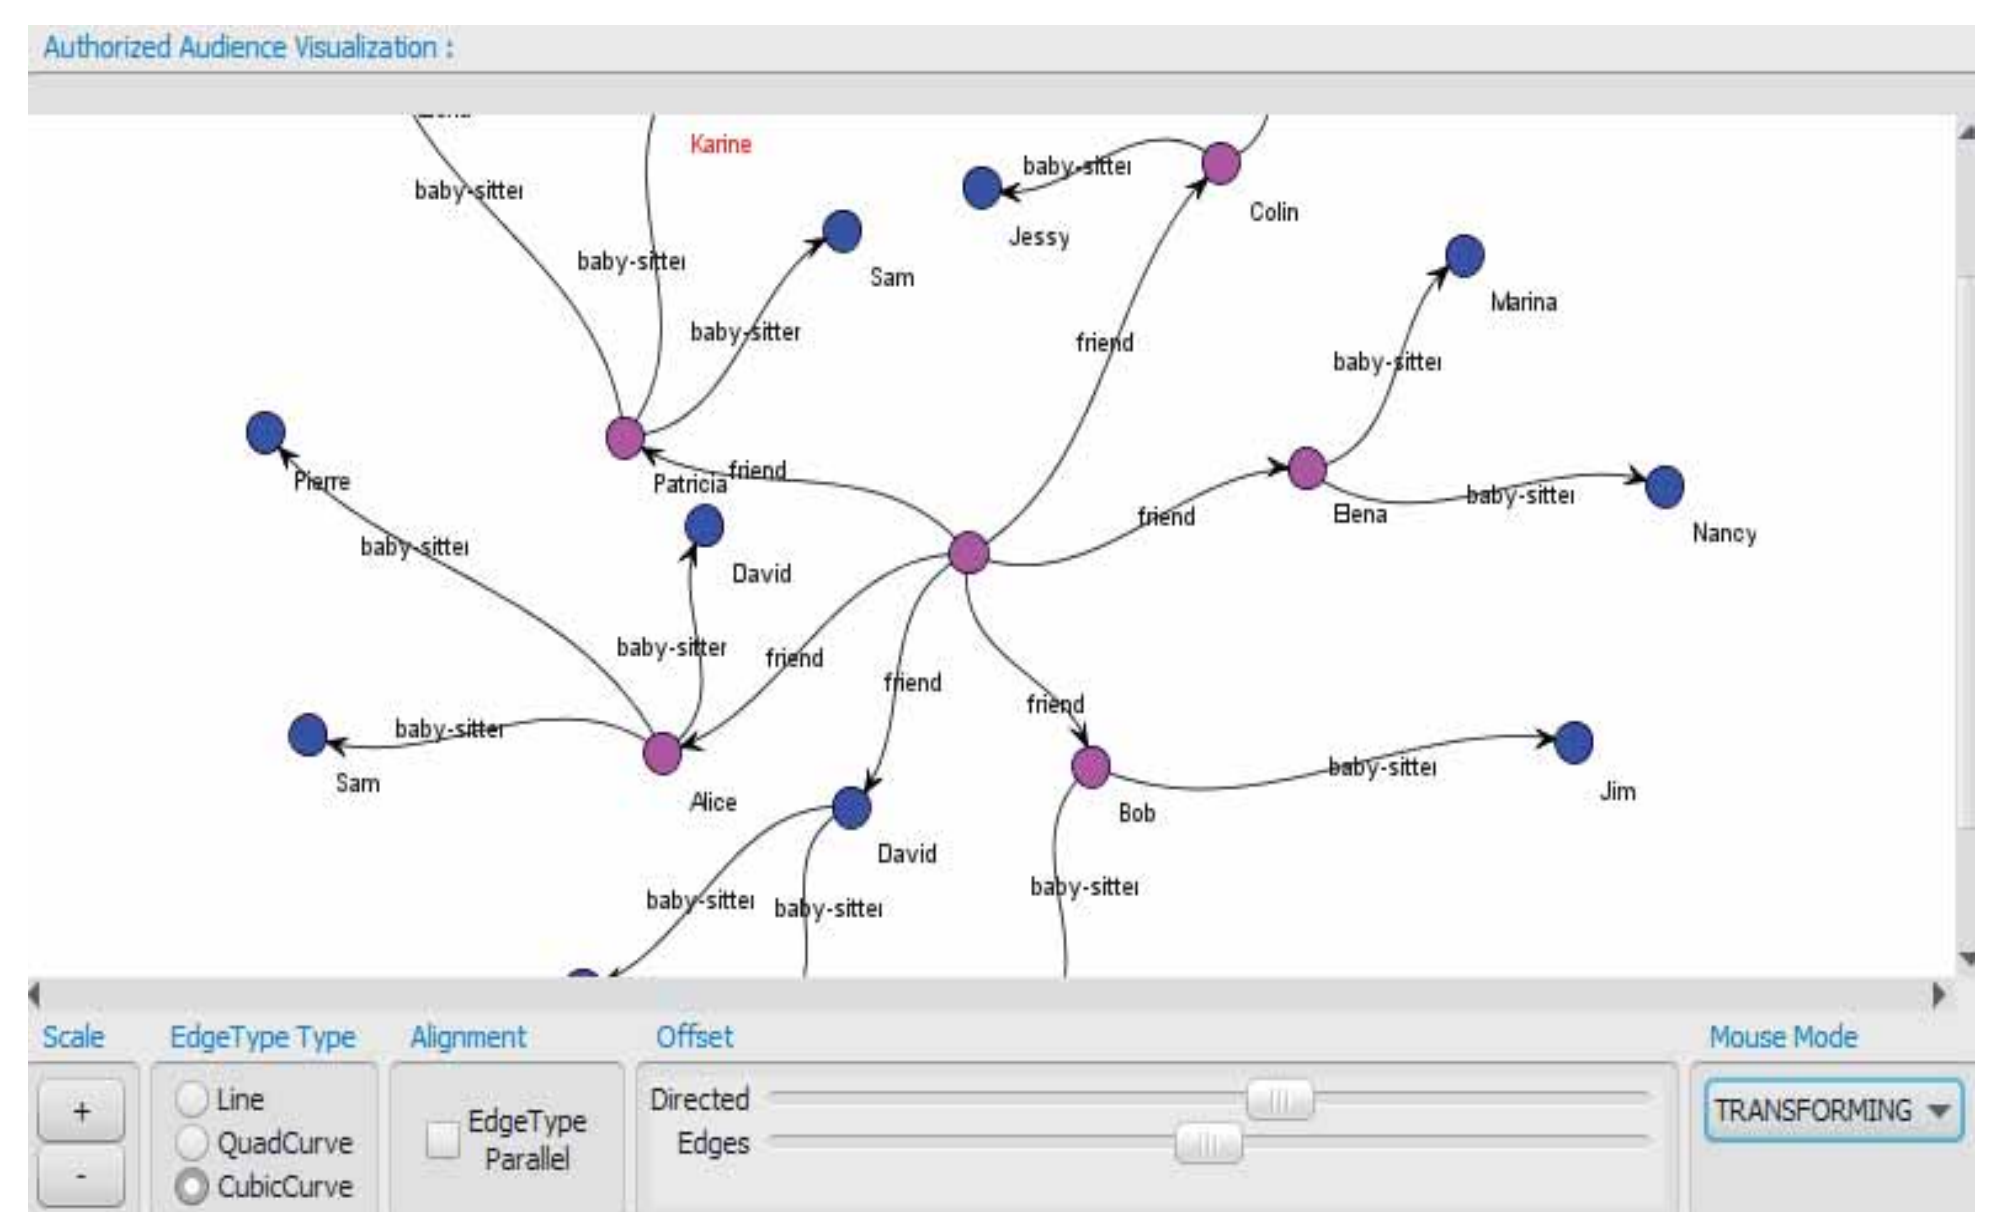 Authorized Audience Visualization :
Karine
baby-sitter
baby-sitter
Colin
baby-sitter
Jessy
Sam
Marina
baby-sitter
friend
baby-sitter
Pierre
Patricia
friend
baby-sitter
Elena
friend
Nancy
baby-sitter
David
baby-sitter
friend
friend
friend
baby-sitter
Sam
Alice
baby-sitter
Jim
Bob
David
baby-sitter
baby-sitter
baby-sitter
Scale
EdgeType Type
Alignment
Offset
Mouse Mode
+
-
Line
QuadCurve
CubicCurve
EdgeType
Parallel
Directed
Edges
TRANSFORMING